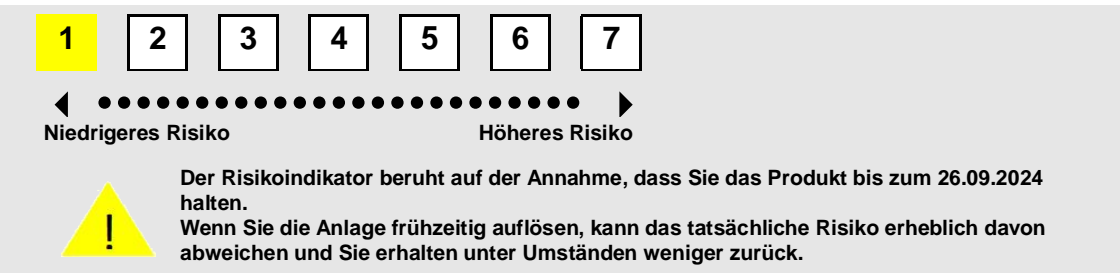 1 2 3 4 5 6 7
Niedrigeres Risiko Höheres Risiko
Der Risikoindikator beruht auf der Annahme, dass Sie das Produkt bis zum 26.09.2024
halten.
Wenn Sie die Anlage frühzeitig auflösen, kann das tatsächliche Risiko erheblich davon
abweichen und Sie erhalten unter Umständen weniger zurück.
!